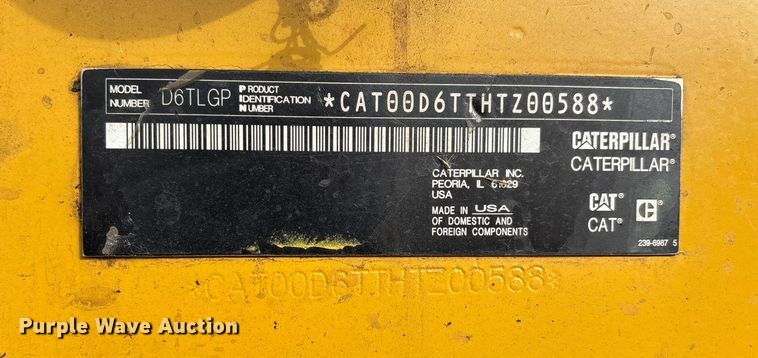 MODEL NUMBER D6TLGP PRODUCT IDENTIFICATION NUMBER *CAT00D6TTHTZ00588*
CATERPILLAR®
CATERPILLAR®
CATERPILLAR INC.
PEORIA, IL 61629
USA
MADE IN USA
OF DOMESTIC AND
FOREIGN COMPONENTS
CAT®
C®
CAT®
239-6987 5
*CAT00D6TTHTZ00588*
Purple Wave Auction